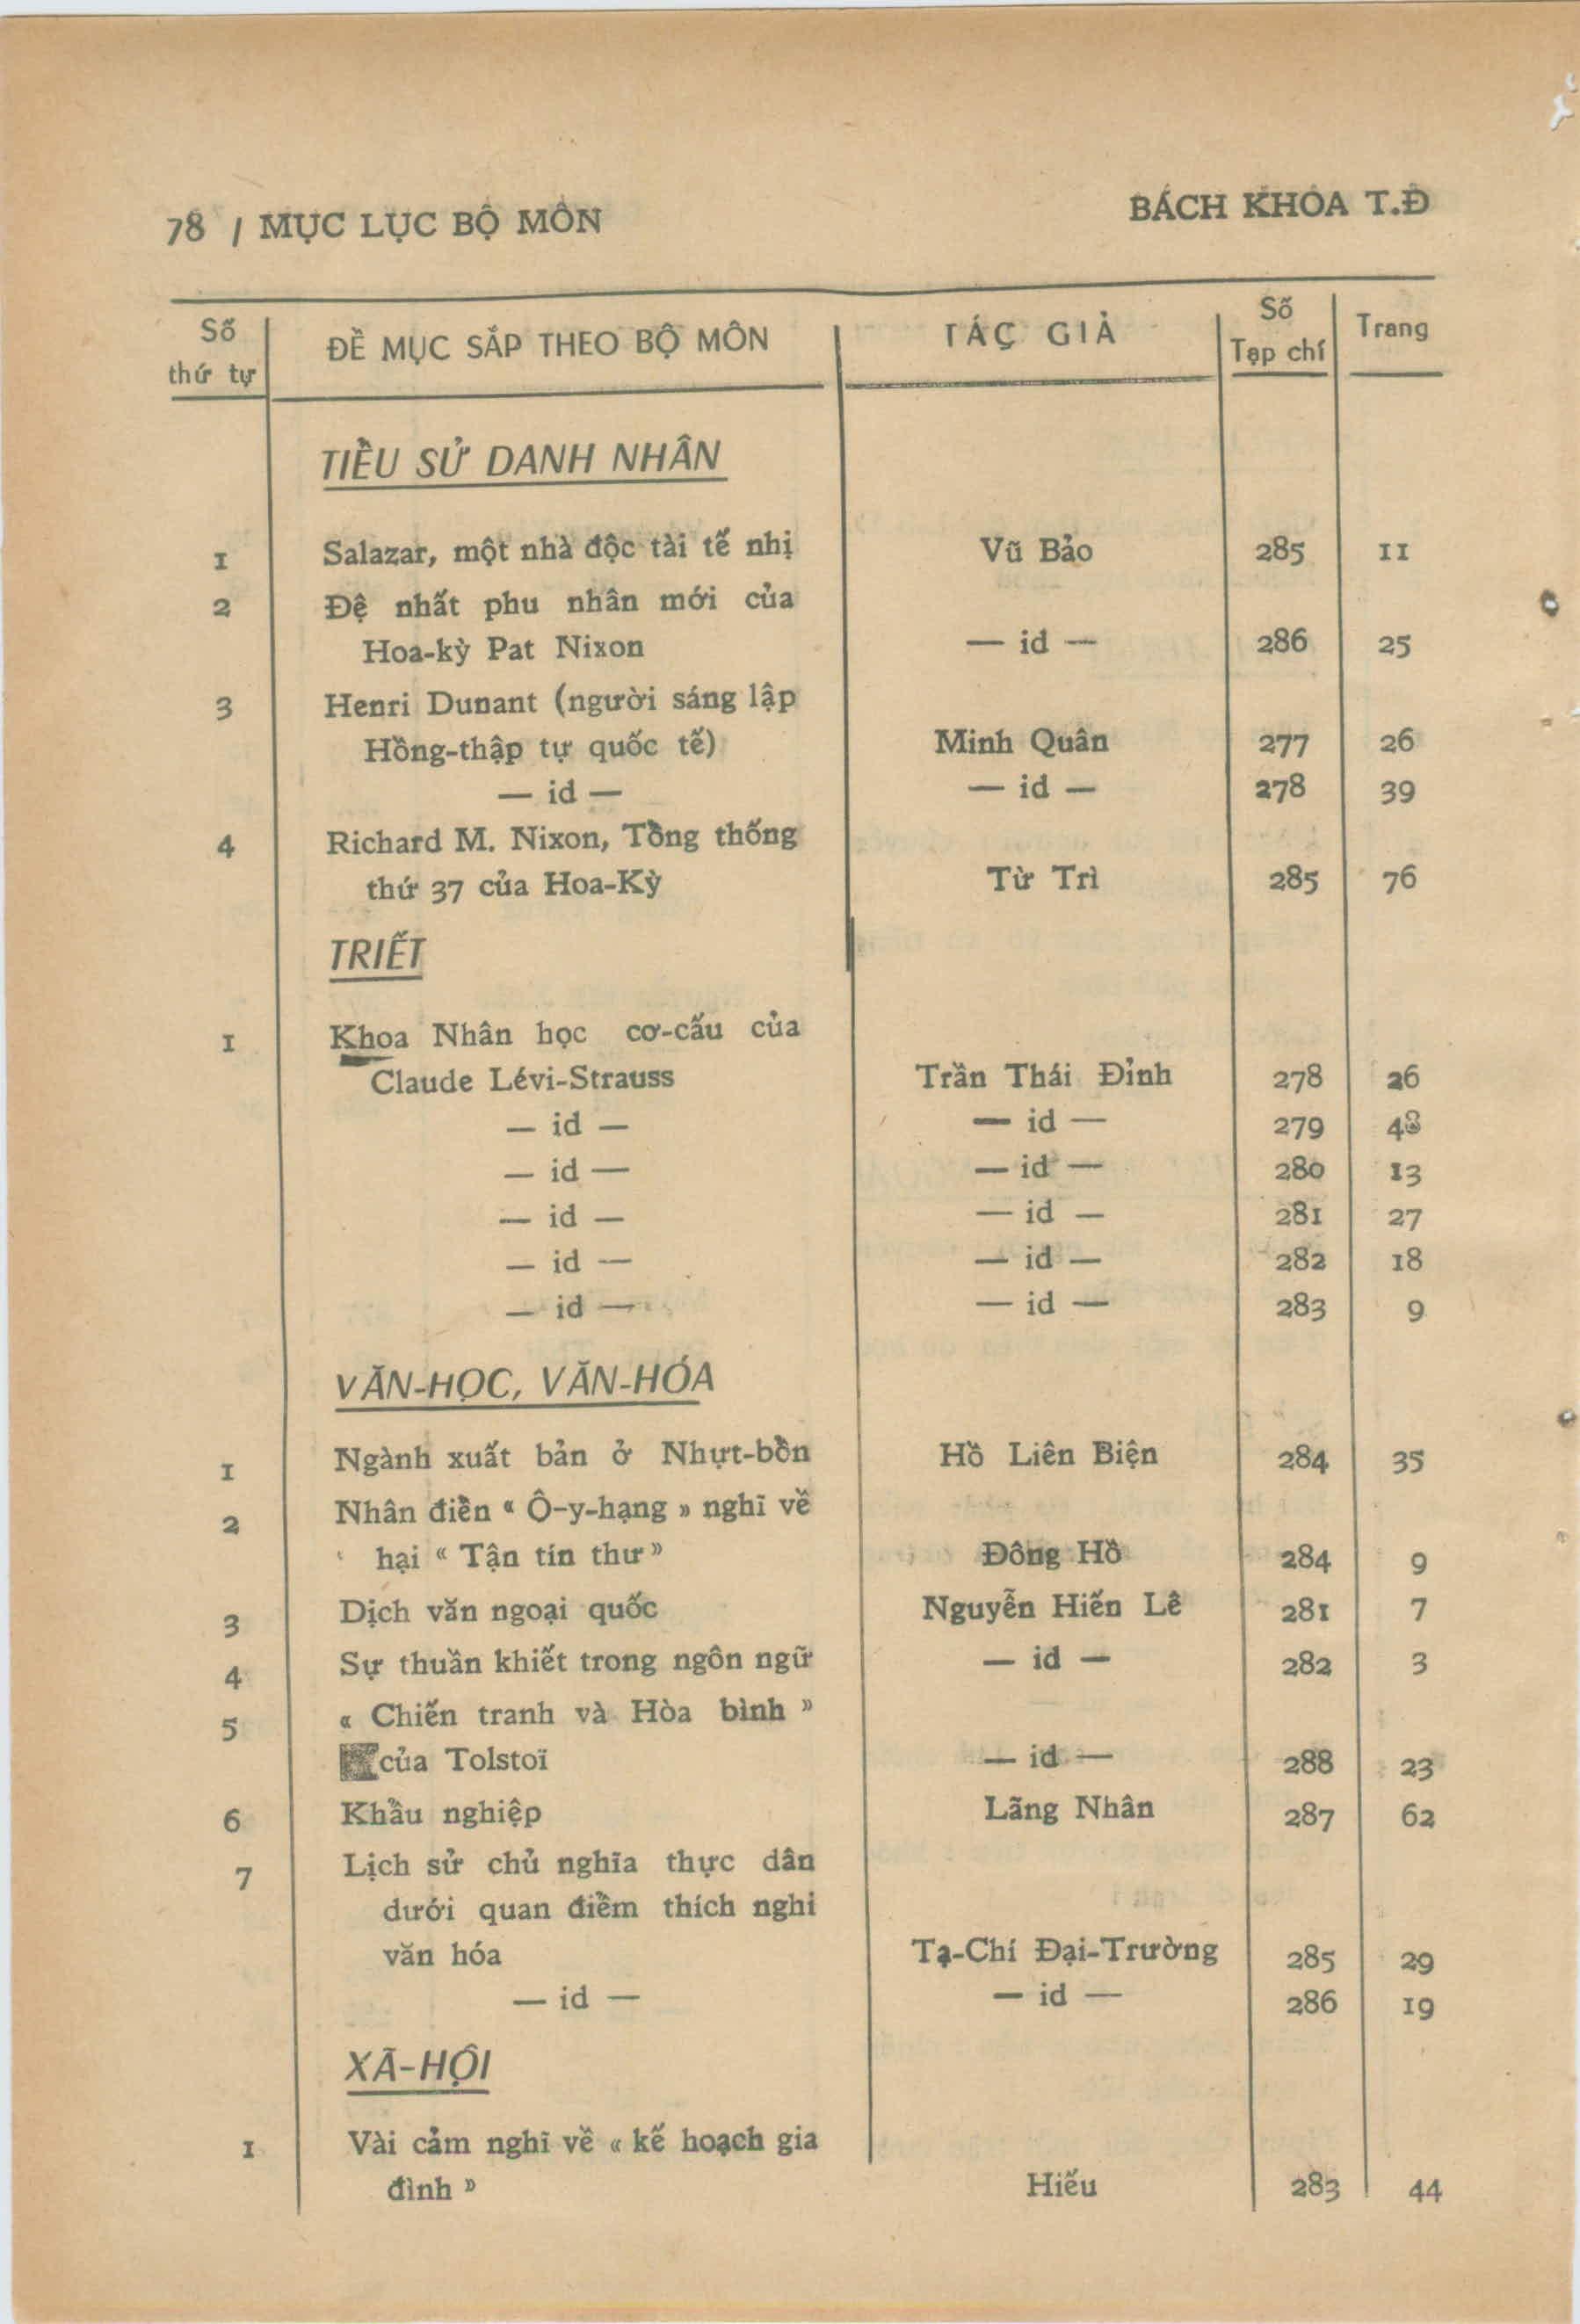 78 / MỤC LỤC BỘ MÔN BÁCH KHÓA T.Đ
Số thứ tự ĐỀ MỤC SẮP THEO BỘ MÔN TÁC GIẢ Số Tạp chí Trang
TIỀU SỬ DANH NHÂN
1 Salazar, một nhà độc tài tế nhị Vũ Bảo 285 11
2 Đệ nhất phu nhân mới của
Hoa-kỳ Pat Nixon — id — 286 25
3 Henri Dunant (người sáng lập
Hồng-thập tự quốc tế) Minh Quân 277 26
— id — — id — 278 39
4 Richard M. Nixon, Tồng thống
thứ 37 của Hoa-Kỳ Từ Trì 285 76
TRIẾT
1 Khoa Nhân học cơ-cấu của
Claude Lévi-Strauss Trần Thái Đỉnh 278 26
— id — — id — 279
— id — — id — 280 13
— id — — id — 281 27
— id — — id — 282 18
— id — — id — 283 9
VĂN-HỌC, VĂN-HÓA
1 Ngành xuất bản ở Nhựt-bồn Hồ Liên Biện 284 35
2 Nhân điền « Ô-y-hạng » nghĩ về
hại « Tận tín thư » Đông Hồ 284 9
3 Dịch văn ngoại quốc Nguyễn Hiến Lê 281 7
4 Sự thuần khiết trong ngôn ngữ — id — 282 3
5 « Chiến tranh và Hòa bình »
của Tolstoï — id — 288 23
6 Khầu nghiệp Lãng Nhân 287 62
7 Lịch sử chủ nghĩa thực dân
dưới quan điềm thích nghi
văn hóa Tạ-Chí Đại-Trường 285 29
— id — — id — 286 19
XÃ-HỘI
1 Vài cảm nghĩ về « kế hoạch gia
đình » Hiếu 283 44